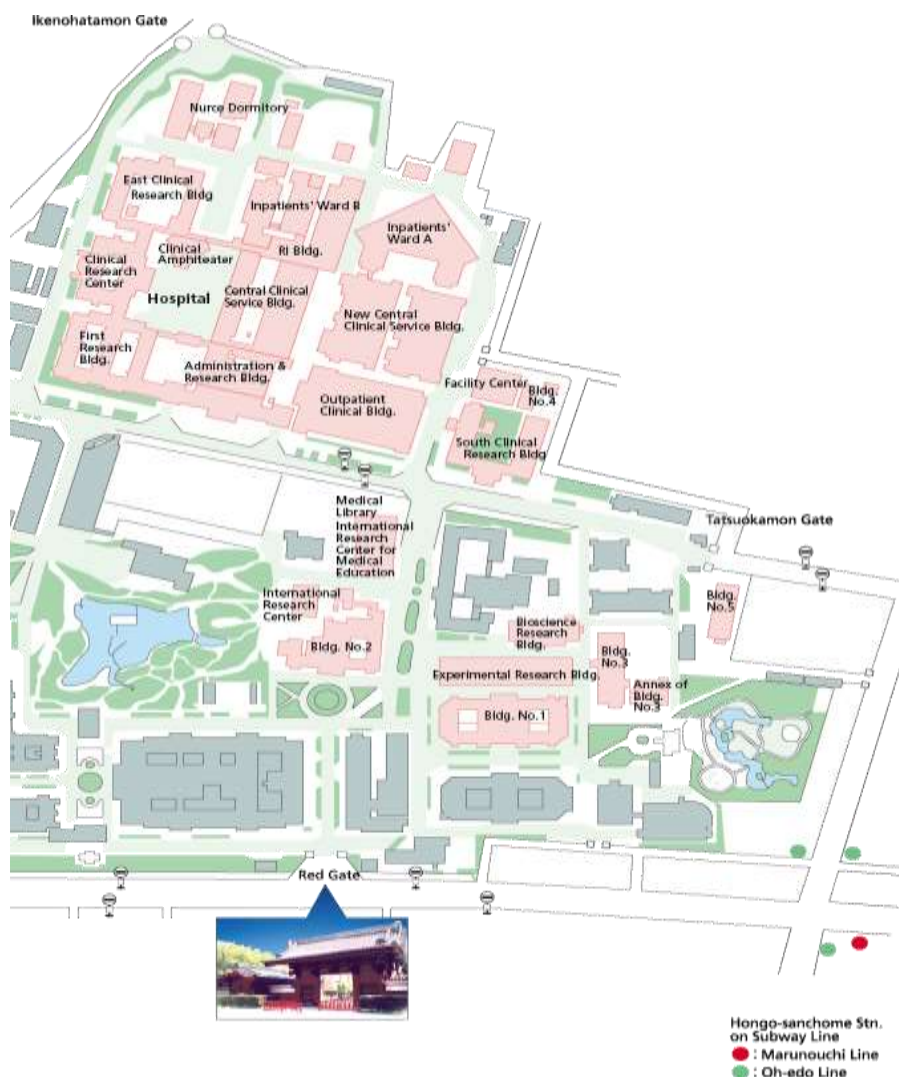 Ikenohatamon Gate
Nurce Dormitory
East Clinical
Research Bldg
Inpatients' Ward B
Inpatients'
Ward A
Clinical
Amphiteater
RI Bldg.
Clinical
Research
Center
Hospital
Central Clinical
Service Bldg.
New Central
Clinical Service Bldg.
First
Research
Bldg.
Administration &
Research Bldg.
Outpatient
Clinical Bldg.
Facility Center
Bldg.
No.4
South Clinical
Research Bldg
Medical
Library
International
Research
Center for
Medical
Education
Tatsuokamon Gate
International
Research
Center
Bldg.
No.5
Bioscience
Research
Bldg.
Bldg. No.2
Bldg.
No.3
Experimental Research Bldg.
Annex of
Bldg.
No.3
Bldg. No.1
Red Gate
Hongo-sanchome Stn.
on Subway Line
: Marunouchi Line
: Oh-edo Line